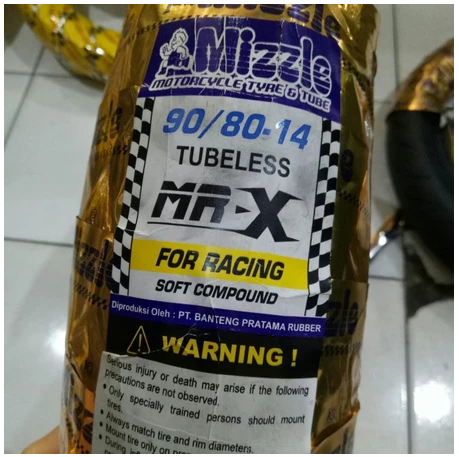 Mizzle
MOTORCYCLE TYRE & TUBE
90/80-14
TUBELESS
MR-X
FOR RACING
SOFT COMPOUND
Diproduksi Oleh : PT. BANTENG PRATAMA RUBBER
WARNING !
Serious injury or death may arise if the following
precautions are not observed.
• Only specially trained persons should mount
tires.
• Always match tire and rim diameters.
• Mount tire only on
• During